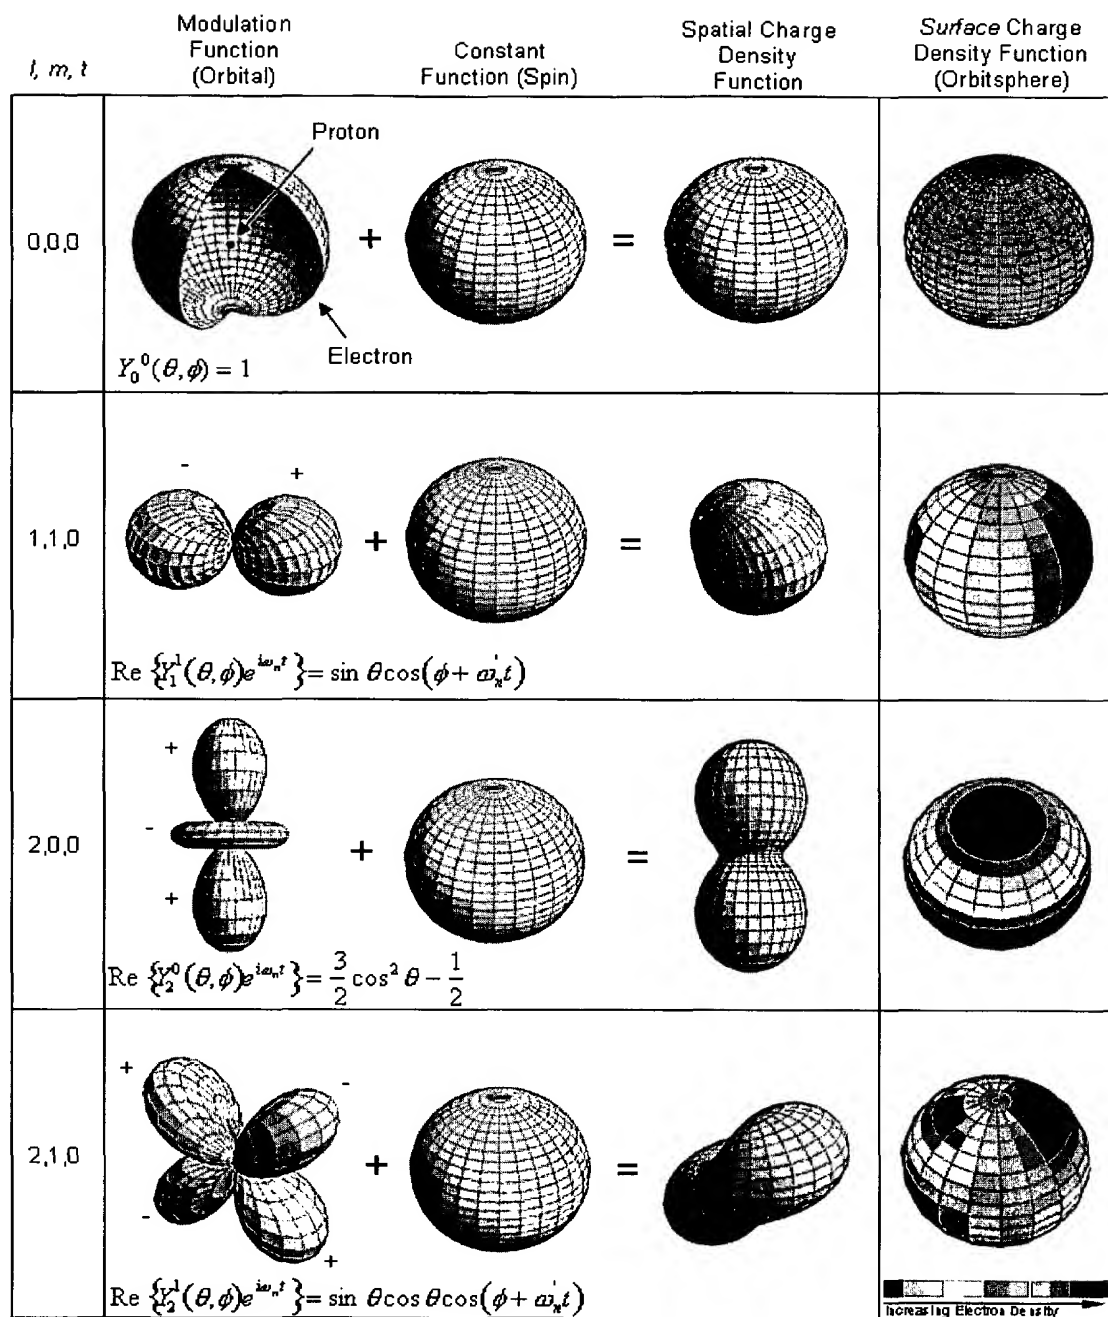 l, m, t
Modulation
Function
(Orbital)
Constant
Function (Spin)
Spatial Charge
Density
Function
Surface Charge
Density Function
(Orbitsphere)
0,0,0
Proton
+
=
Electron
Y₀⁰(θ,ϕ) = 1
1,1,0
-
+
+
=
Re {Y₁¹(θ,ϕ)e^{iωₙt}} = sin θ cos(ϕ + ω'ₙt)
2,0,0
+
-
+
+
=
Re {Y₂⁰(θ,ϕ)e^{iωₙt}} = 3/2 cos² θ - 1/2
2,1,0
+
-
-
+
+
=
Re {Y₂¹(θ,ϕ)e^{iωₙt}} = sin θ cos θ cos(ϕ + ω'ₙt)
Increasing Electron Density